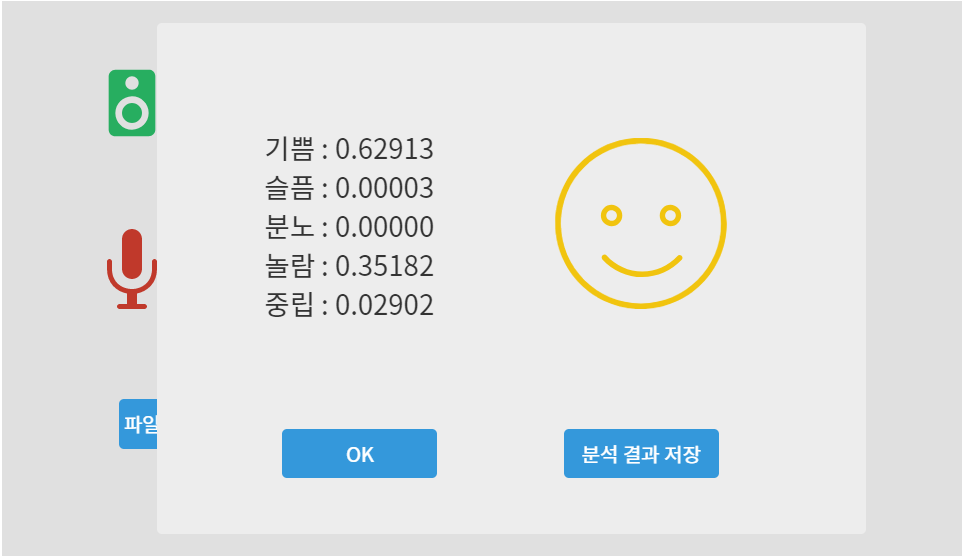 기쁨 : 0.62913
슬픔 : 0.00003
분노 : 0.00000
놀람 : 0.35182
중립 : 0.02902
파일
OK
분석 결과 저장